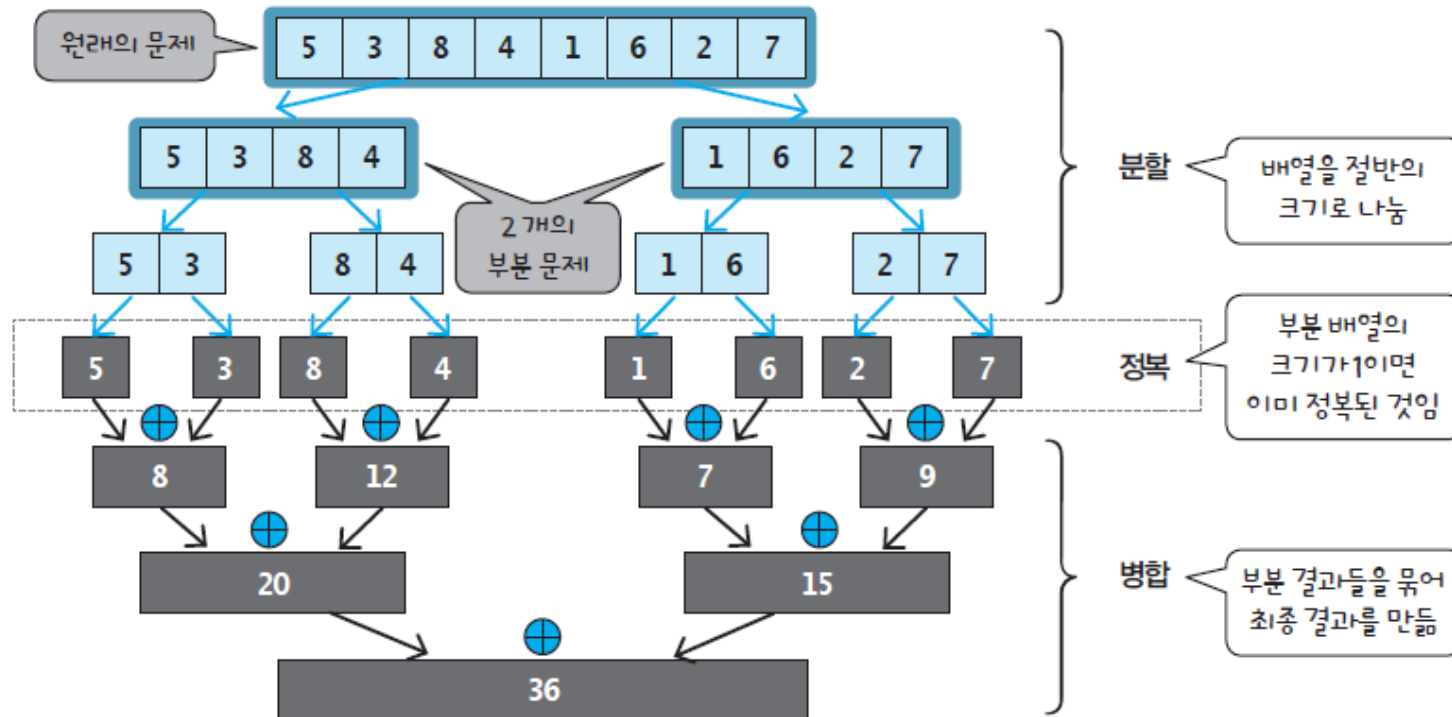 원래의 문제
5 3 8 4 1 6 2 7
5 3 8 4
1 6 2 7
2개의
부분 문제
분할
배열을 절반의
크기로 나눔
5 3
8 4
1 6
2 7
5 3 8 4 1 6 2 7
정복
부분 배열의
크기가 1이면
이미 정복된 것임
8 12 7 9
20 15
병합
부분 결과들을 묶어
최종 결과를 만듦
36